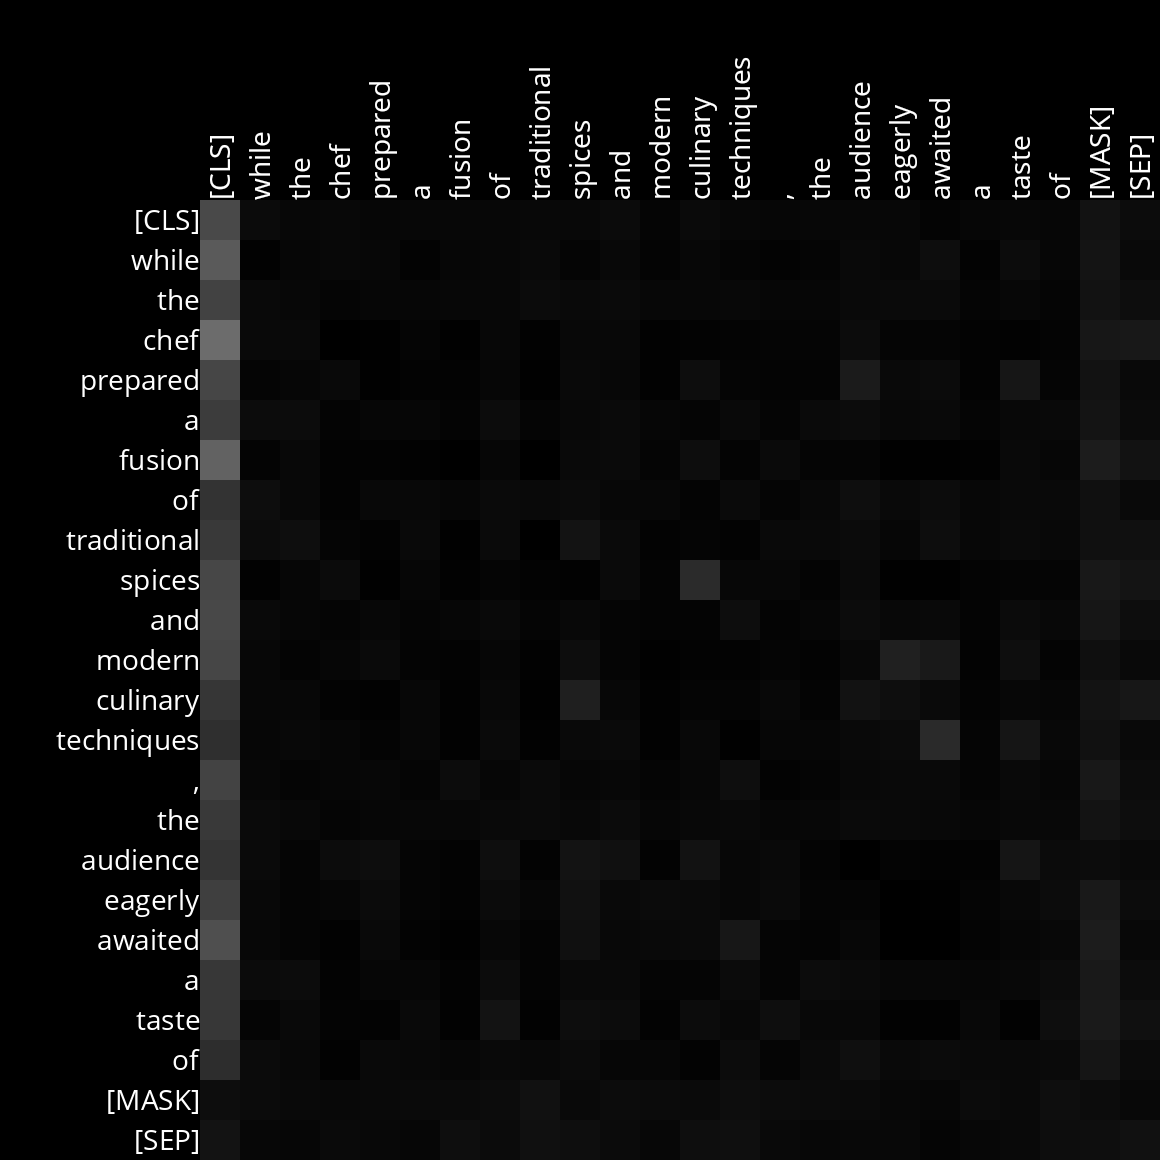 [CLS] while the chef prepared a fusion of traditional spices and modern culinary techniques , the audience eagerly awaited a taste of [MASK] [SEP]
[CLS]
while
the
chef
prepared
a
fusion
of
traditional
spices
and
modern
culinary
techniques
,
the
audience
eagerly
awaited
a
taste
of
[MASK]
[SEP]